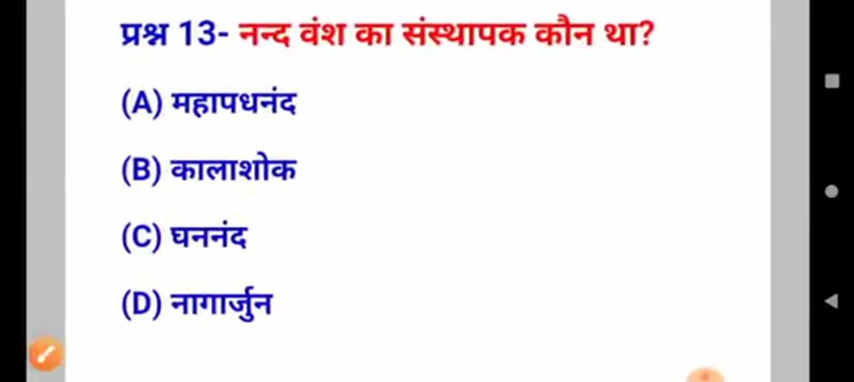 प्रश्न 13- नन्द वंश का संस्थापक कौन था?
(A) महापधनंद
(B) कालाशोक
(C) घननंद
(D) नागार्जुन